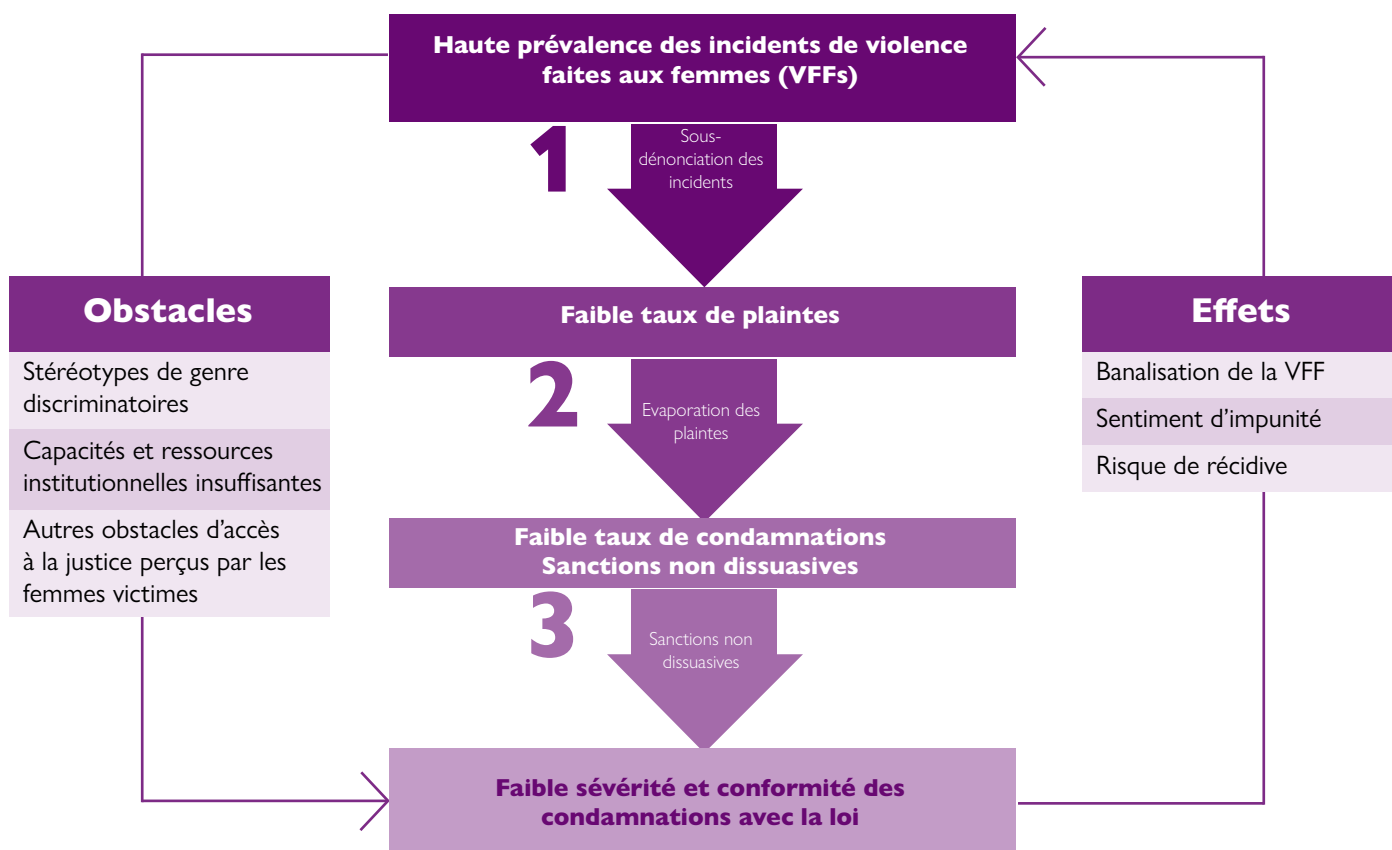 Haute prévalence des incidents de violence
faites aux femmes (VFFs)
1
Sous-
dénonciation des
incidents
Obstacles
Stéréotypes de genre
discriminatoires
Capacités et ressources
institutionnelles insuffisantes
Autres obstacles d'accès
à la justice perçus par les
femmes victimes
Faible taux de plaintes
2
Evaporation des
plaintes
Faible taux de condamnations
Sanctions non dissuasives
3
Sanctions non
dissuasives
Faible sévérité et conformité des
condamnations avec la loi
Effets
Banalisation de la VFF
Sentiment d’impunité
Risque de récidive